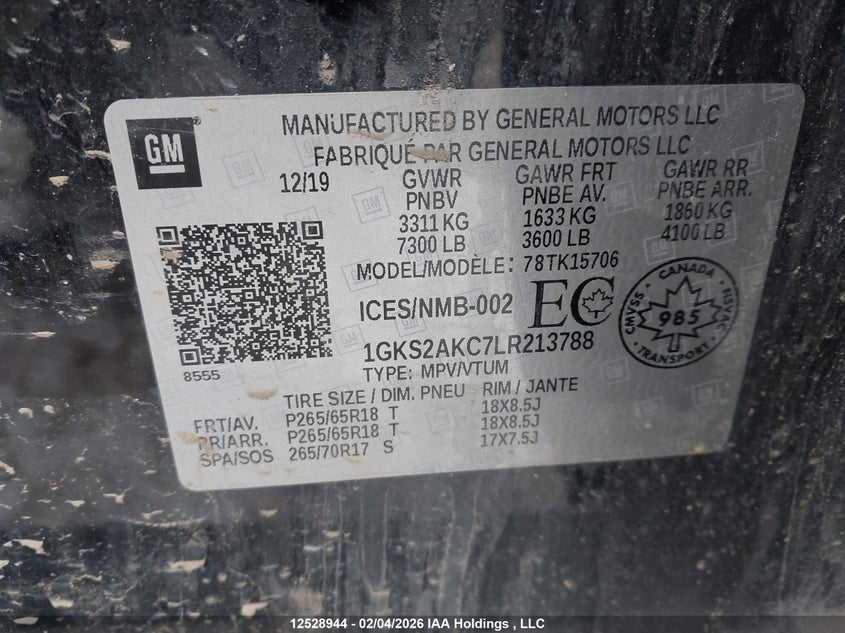 GM
MANUFACTURED BY GENERAL MOTORS LLC
FABRIQUÉ PAR GENERAL MOTORS LLC
12/19
GVWR
PNBV
3311 KG
7300 LB
GAWR FRT
PNBE AV.
1633 KG
3600 LB
GAWR RR
PNBE ARR.
1860 KG
4100 LB
MODEL/MODÈLE: 78TK15706
ICES/NMB-002
EC
CANADA
SSAMC
985
NSVAC
TRANSPORT
1GKS2AKC7LR213788
8555
TYPE: MPV/VTUM
TIRE SIZE / DIM. PNEU RIM / JANTE
FRT/AV. P265/65R18 T 18X8.5J
RR/ARR. P265/65R18 T 18X8.5J
SPA/SOS 265/70R17 S 17X7.5J
12528944 - 02/04/2026 IAA Holdings , LLC